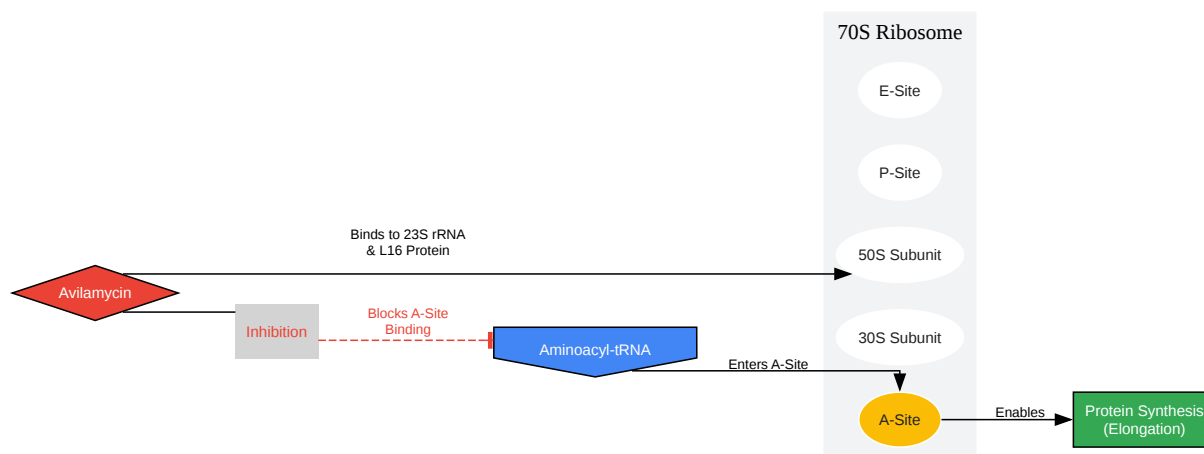 70S Ribosome
E-Site
P-Site
Binds to 23S rRNA
& L16 Protein
50S Subunit
Avilamycin
Inhibition
Blocks A-Site
Binding
Aminoacyl-tRNA
30S Subunit
Enters A-Site
A-Site
Enables
Protein Synthesis
(Elongation)